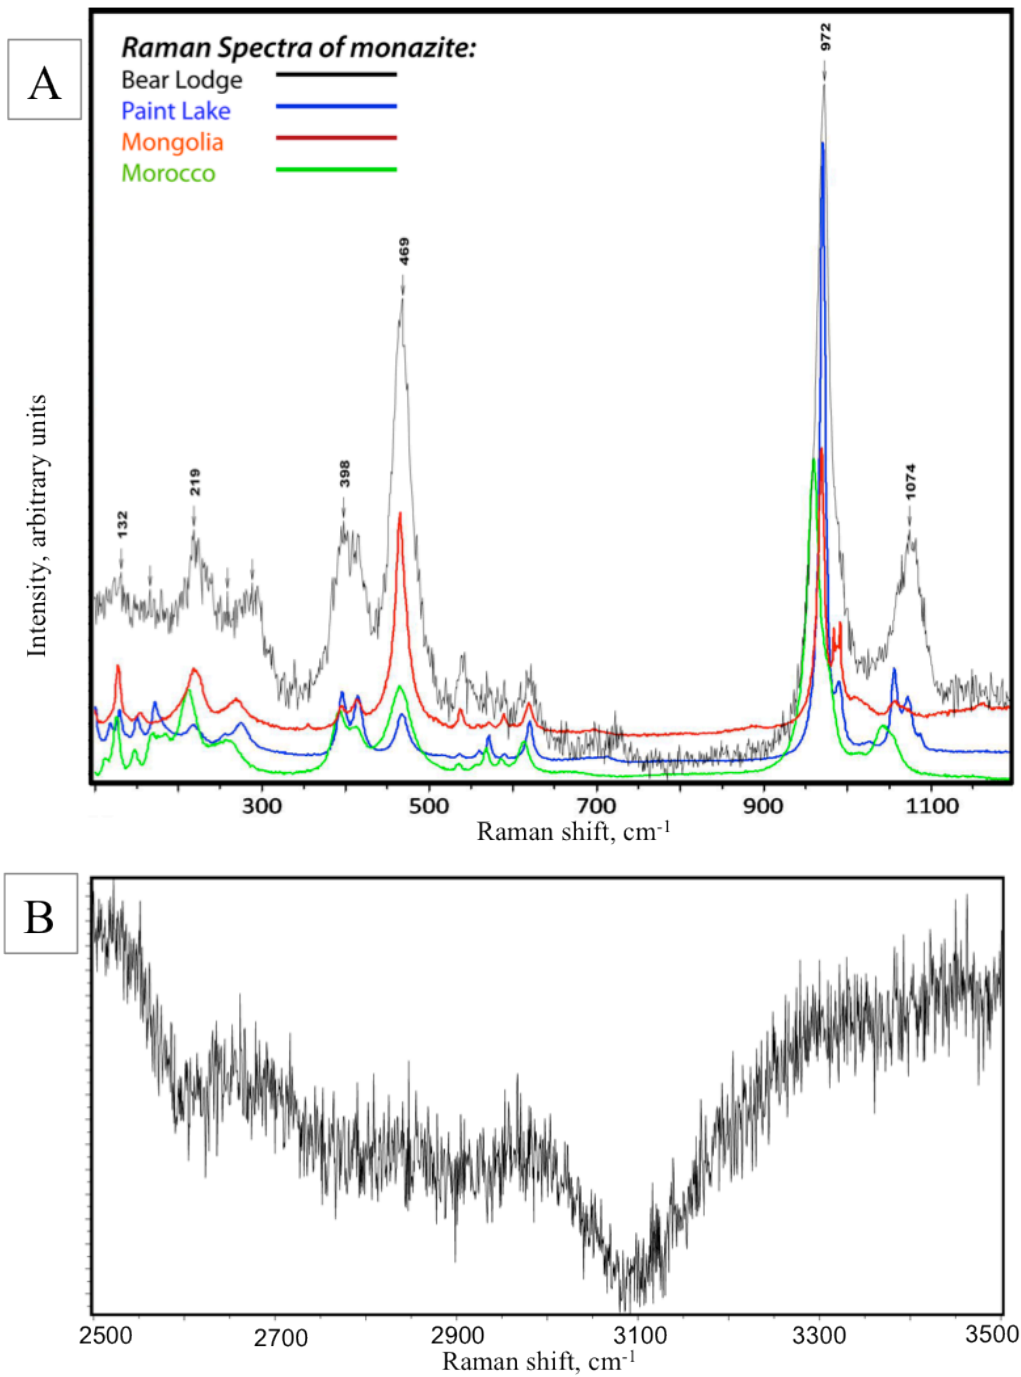 A
Raman Spectra of monazite:
Bear Lodge
Paint Lake
Mongolia
Morocco
972
469
219
398
132
1074
Intensity, arbitrary units
300 500 700 900 1100
Raman shift, cm-1
B
2500 2700 2900 3100 3300 3500
Raman shift, cm-1